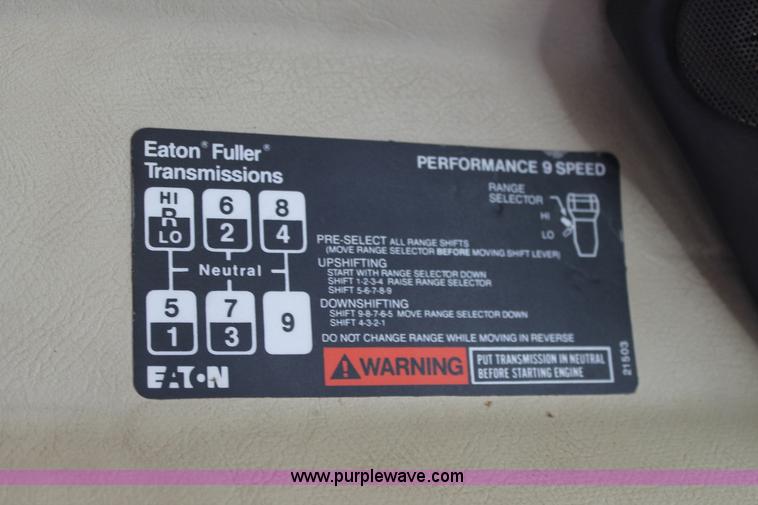 Eaton® Fuller®
Transmissions
PERFORMANCE 9 SPEED
HI
R
LO
6
2
8
4
Neutral
5
1
7
3
9
RANGE
SELECTOR
HI
LO
PRE-SELECT ALL RANGE SHIFTS
(MOVE RANGE SELECTOR BEFORE MOVING SHIFT LEVER)
UPSHIFTING
START WITH RANGE SELECTOR DOWN
SHIFT 1-2-3-4 RAISE RANGE SELECTOR
SHIFT 5-6-7-8-9
DOWNSHIFTING
SHIFT 9-8-7-6-5 MOVE RANGE SELECTOR DOWN
SHIFT 4-3-2-1
DO NOT CHANGE RANGE WHILE MOVING IN REVERSE
EATON
WARNING
PUT TRANSMISSION IN NEUTRAL
BEFORE STARTING ENGINE
21503
www.purplewave.com